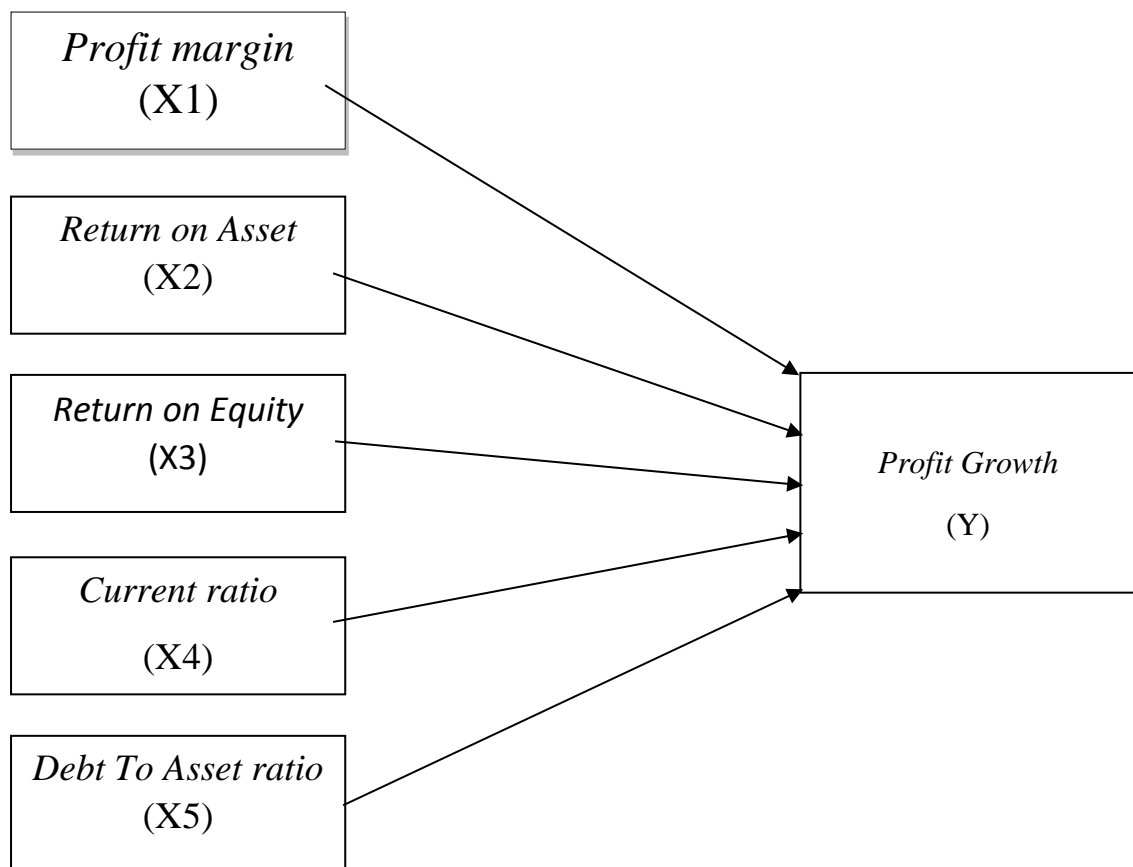 Profit margin
(X1)
Return on Asset
(X2)
Return on Equity
(X3)
Profit Growth
(Y)
Current ratio
(X4)
Debt To Asset ratio
(X5)